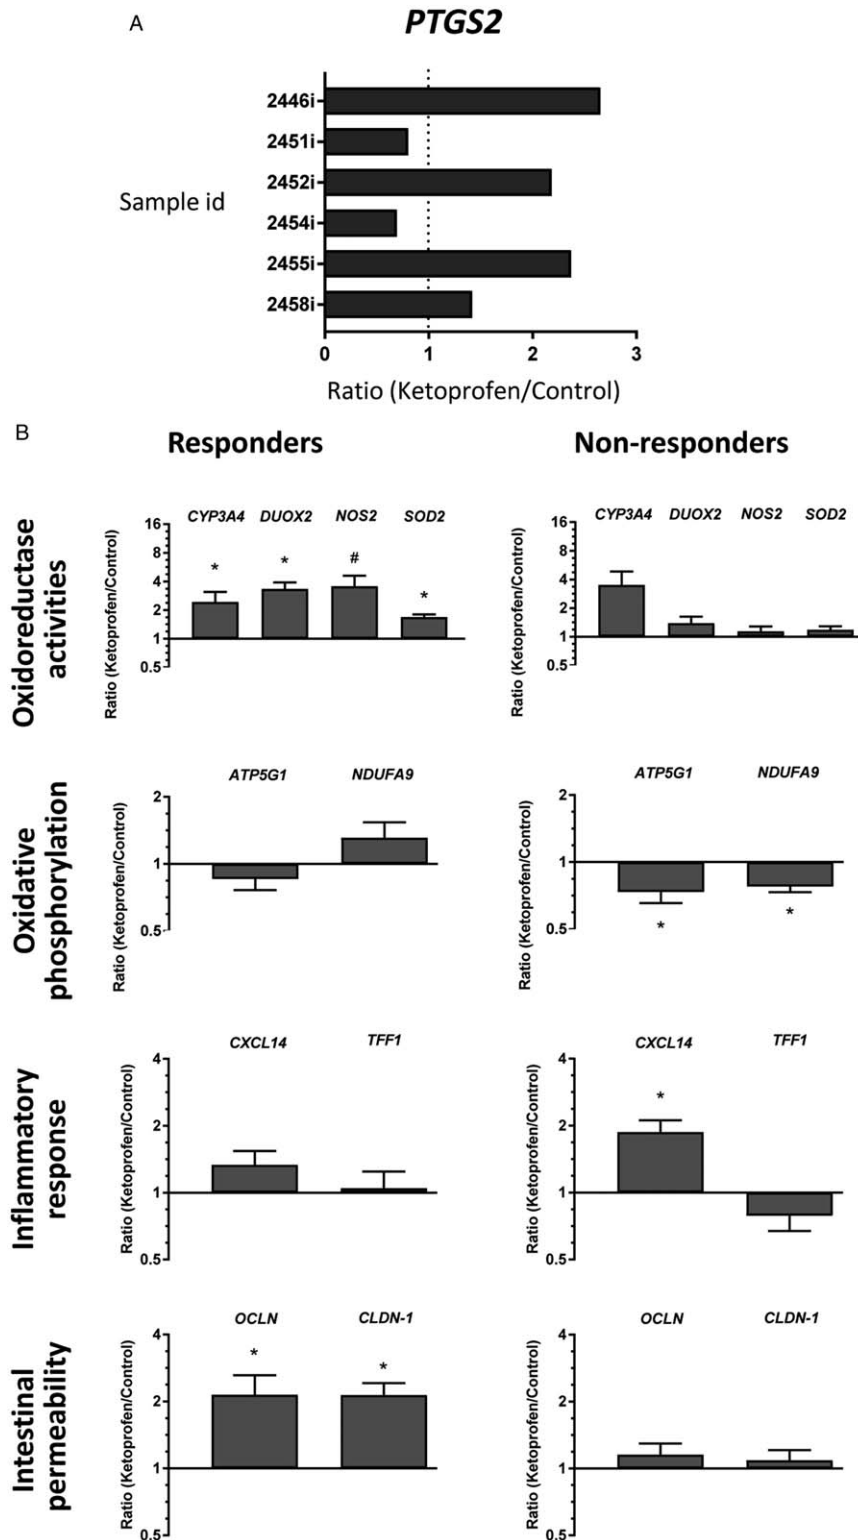 A
PTGS2
2446i
2451i
2452i
2454i
2455i
2458i
Sample id
0 1 2 3
Ratio (Ketoprofen/Control)
B
Responders
Non-responders
Oxidoreductase
activities
Ratio (Ketoprofen/Control)
16
8
4
2
1
0.5
CYP3A4 DUOX2 NOS2 SOD2
* * # *
Ratio (Ketoprofen/Control)
16
8
4
2
1
0.5
CYP3A4 DUOX2 NOS2 SOD2
Oxidative
phosphorylation
Ratio (Ketoprofen/Control)
2
1
0.5
ATP5G1 NDUFA9
Ratio (Ketoprofen/Control)
2
1
0.5
ATP5G1 NDUFA9
* *
Inflammatory
response
Ratio (Ketoprofen/Control)
4
2
1
0.5
CXCL14 TFF1
Ratio (Ketoprofen/Control)
4
2
1
0.5
CXCL14 TFF1
*
Intestinal
permeability
Ratio (Ketoprofen/Control)
4
2
1
0.5
OCLN CLDN-1
* *
Ratio (Ketoprofen/Control)
4
2
1
0.5
OCLN CLDN-1